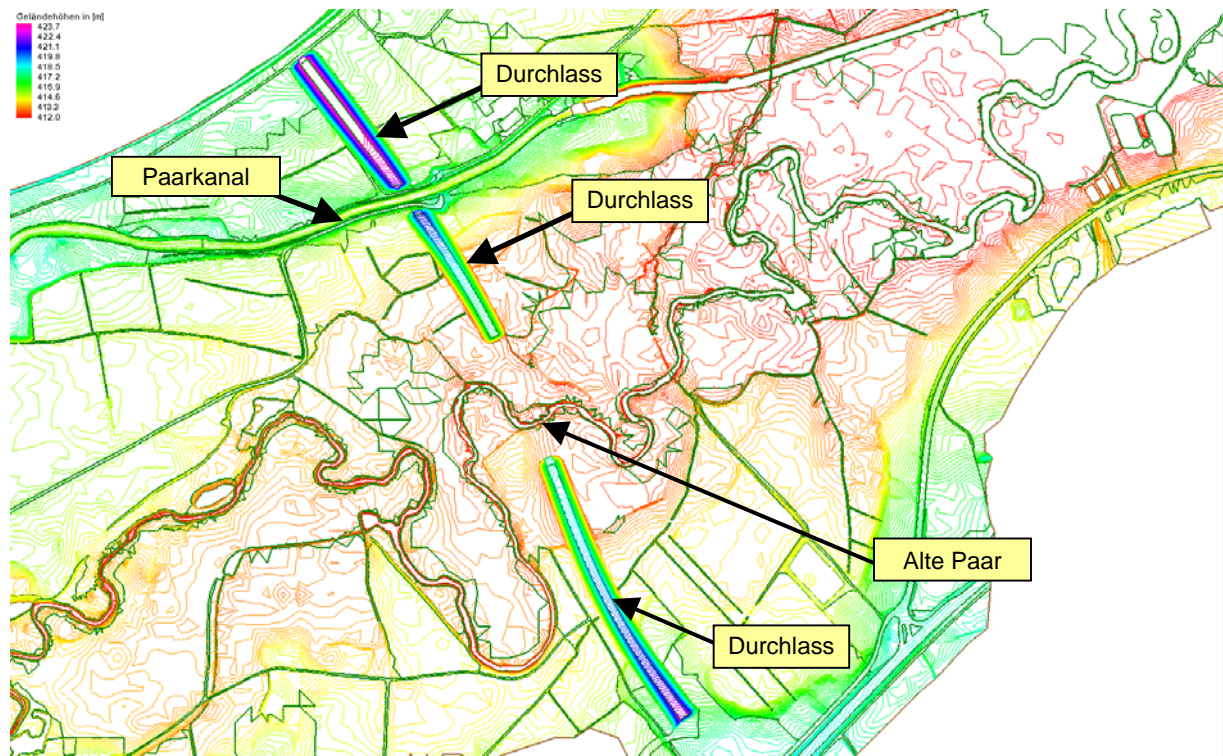 Geländehöhen in [m]
423.7
422.4
421.1
419.8
418.5
417.2
415.9
414.6
413.3
412.0
Durchlass
Paarkanal
Durchlass
Alte Paar
Durchlass